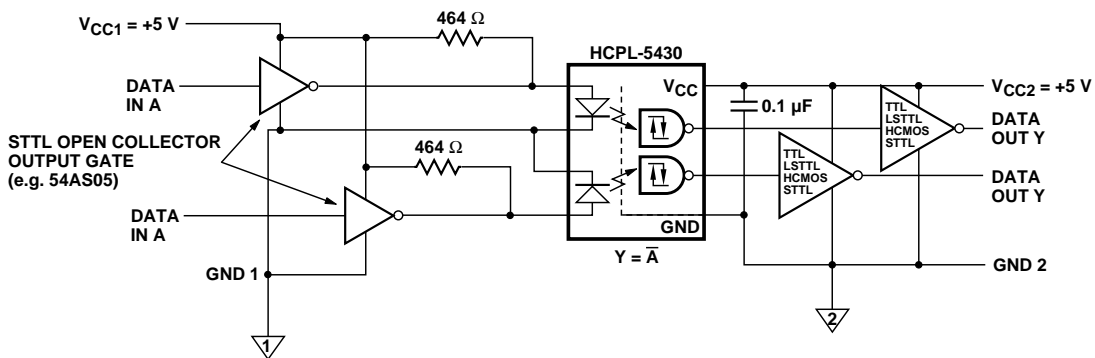 464 Ω
VCC1 = +5 V
HCPL-5430
DATA
IN A
VCC
VCC2 = +5 V
0.1 µF
TTL
LSTTL
HCMOS
STTL
DATA
OUT Y
STTL OPEN COLLECTOR
OUTPUT GATE
(e.g. 54AS05)
464 Ω
TTL
LSTTL
HCMOS
STTL
DATA
OUT Y
DATA
IN A
GND
Y = A̅
GND 1
GND 2
1
2